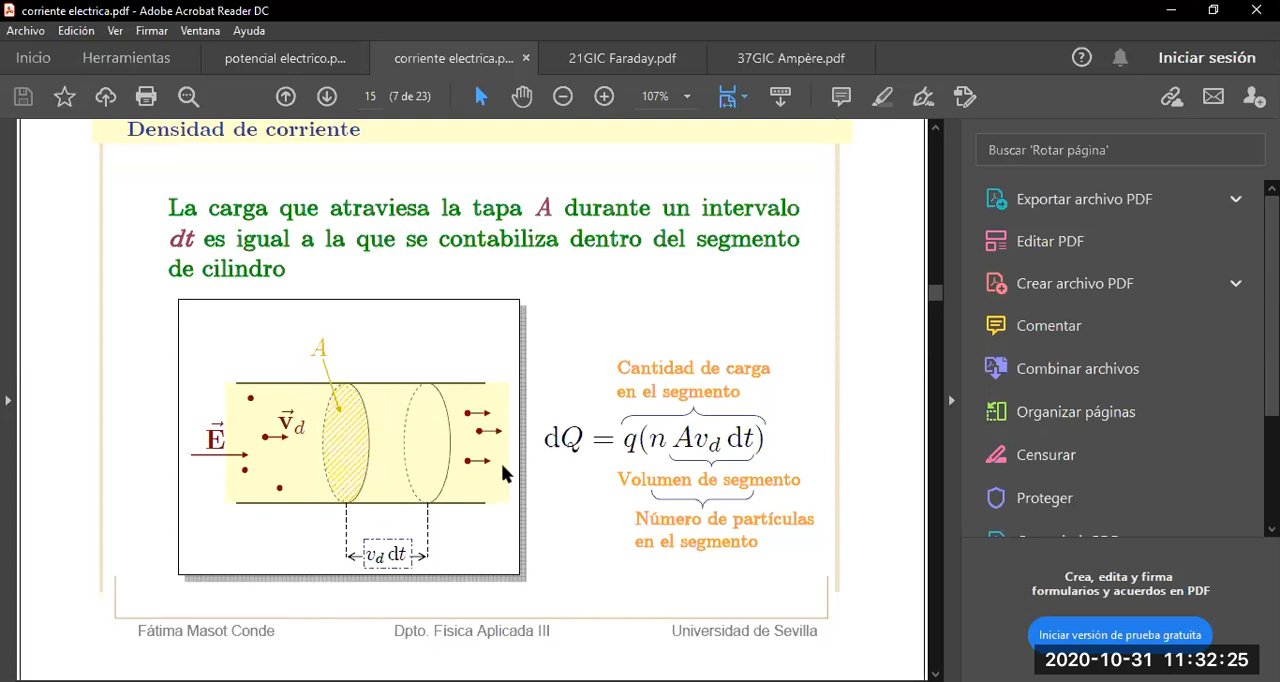 corriente electrica.pdf - Adobe Acrobat Reader DC
Archivo Edición Ver Firmar Ventana Ayuda
Inicio Herramientas potencial electrico.p... corriente electrica.p... × 21GIC Faraday.pdf 37GIC Ampère.pdf Iniciar sesión
15 (7 de 23) 107%
Densidad de corriente
La carga que atraviesa la tapa A durante un intervalo
dt es igual a la que se contabiliza dentro del segmento
de cilindro
A
E⃗
v⃗d
vd dt
Cantidad de carga
en el segmento
dQ = q(n Avd dt)
Volumen de segmento
Número de partículas
en el segmento
Fátima Masot Conde Dpto. Física Aplicada III Universidad de Sevilla
Buscar 'Rotar página'
Exportar archivo PDF
Editar PDF
Crear archivo PDF
Comentar
Combinar archivos
Organizar páginas
Censurar
Proteger
Crea, edita y firma
formularios y acuerdos en PDF
Iniciar versión de prueba gratuita
2020-10-31 11:32:25